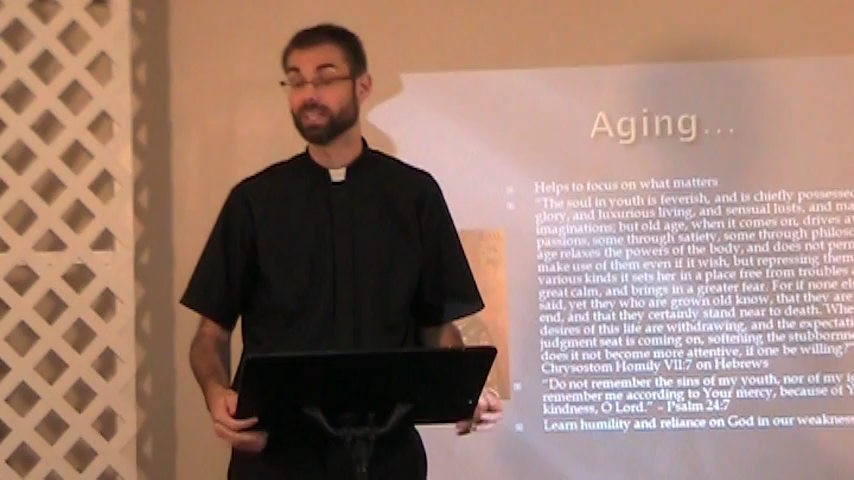 Aging...
Helps to focus on what matters
"The soul in youth is feverish, and is chiefly possessed
glory, and luxurious living, and sensual lusts, and ma
imaginations; but old age, when it comes on, drives a
passions, some through satiety, some through philoso
age relaxes the powers of the body, and does not per
make use of them even if it wish, but repressing them
various kinds it sets her in a place free from troubles a
great calm, and brings in a greater fear. For if none el
said, yet they who are grown old know, that they are
end, and that they certainly stand near to death. Whe
desires of this life are withdrawing, and the expectati
judgment seat is coming on, softening the stubbornn
does it not become more attentive, if one be willing?"
Chrysostom Homily VII:7 on Hebrews
"Do not remember the sins of my youth, nor of my ig
remember me according to Your mercy, because of Y
kindness, O Lord." - Psalm 24:7
Learn humility and reliance on God in our weakness